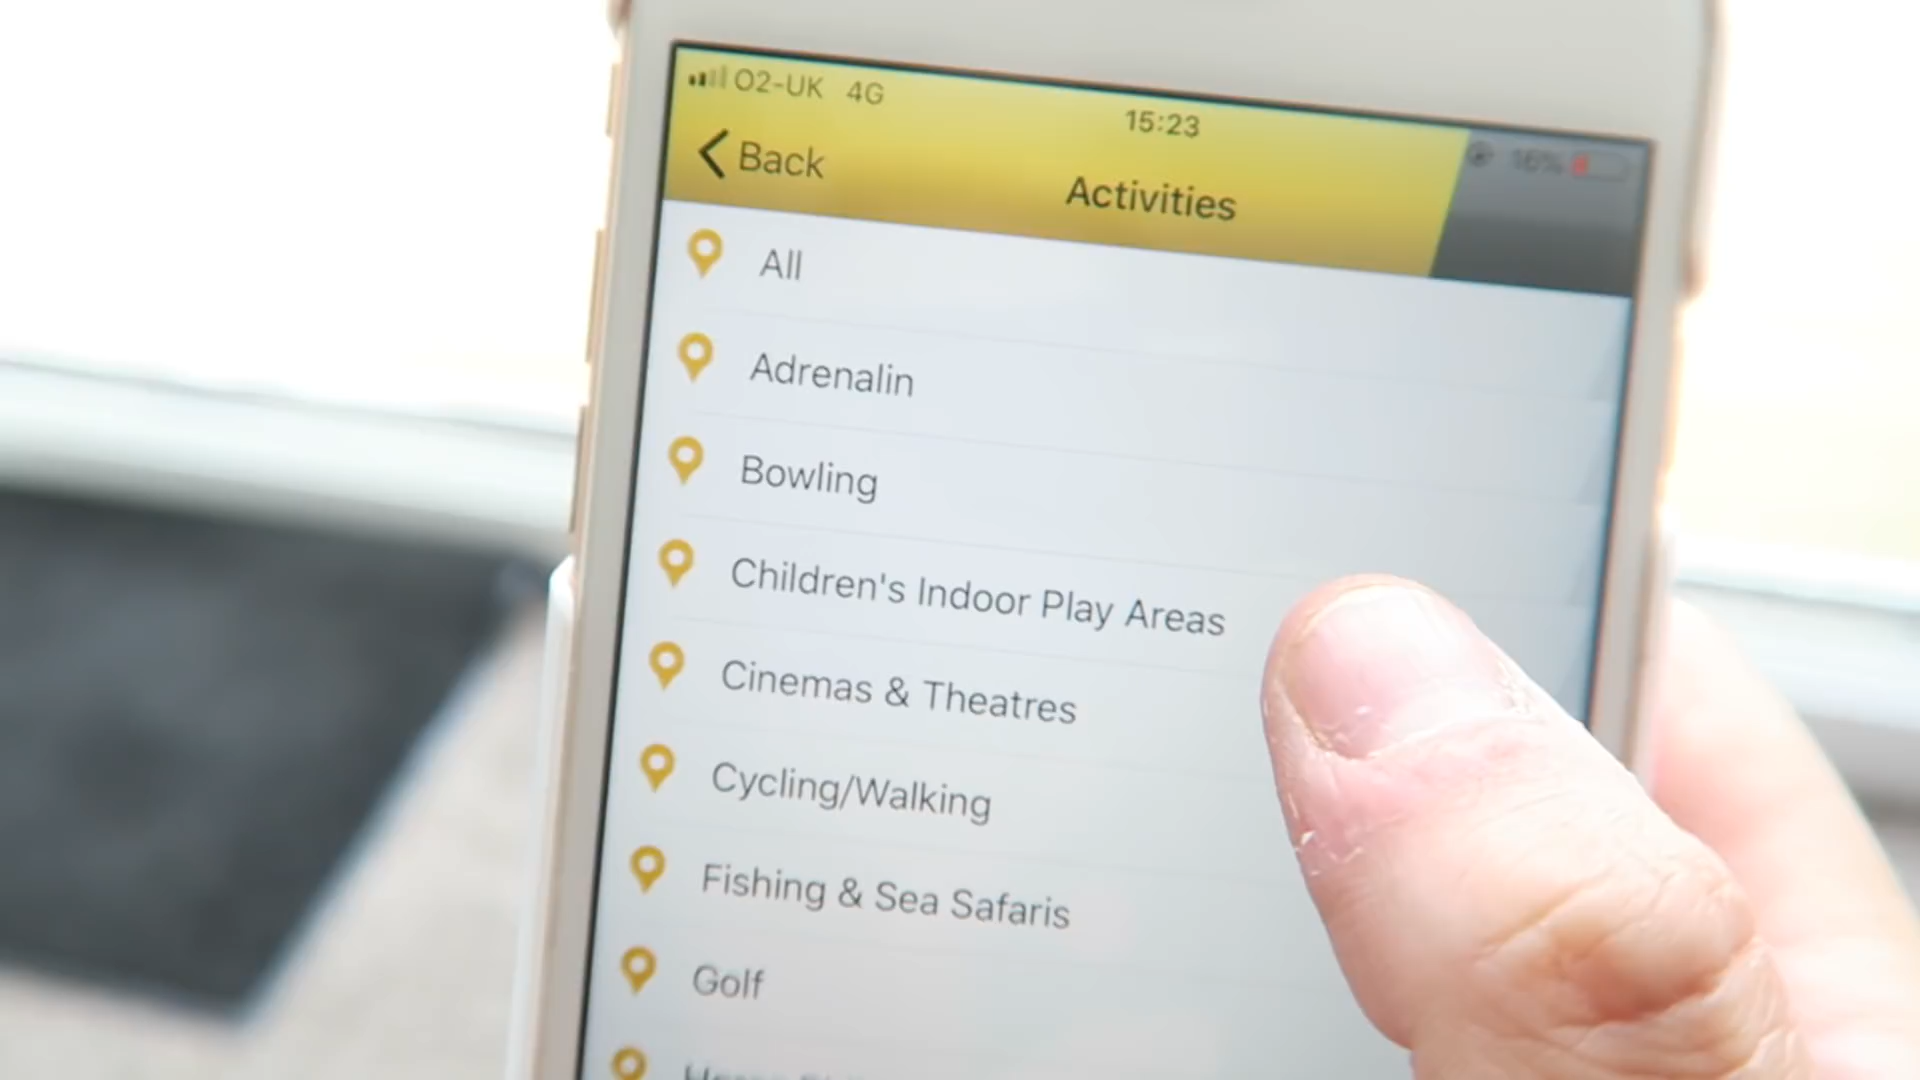 O2-UK 4G
15:23
16%
Back
Activities
All
Adrenalin
Bowling
Children's Indoor Play Areas
Cinemas & Theatres
Cycling/Walking
Fishing & Sea Safaris
Golf